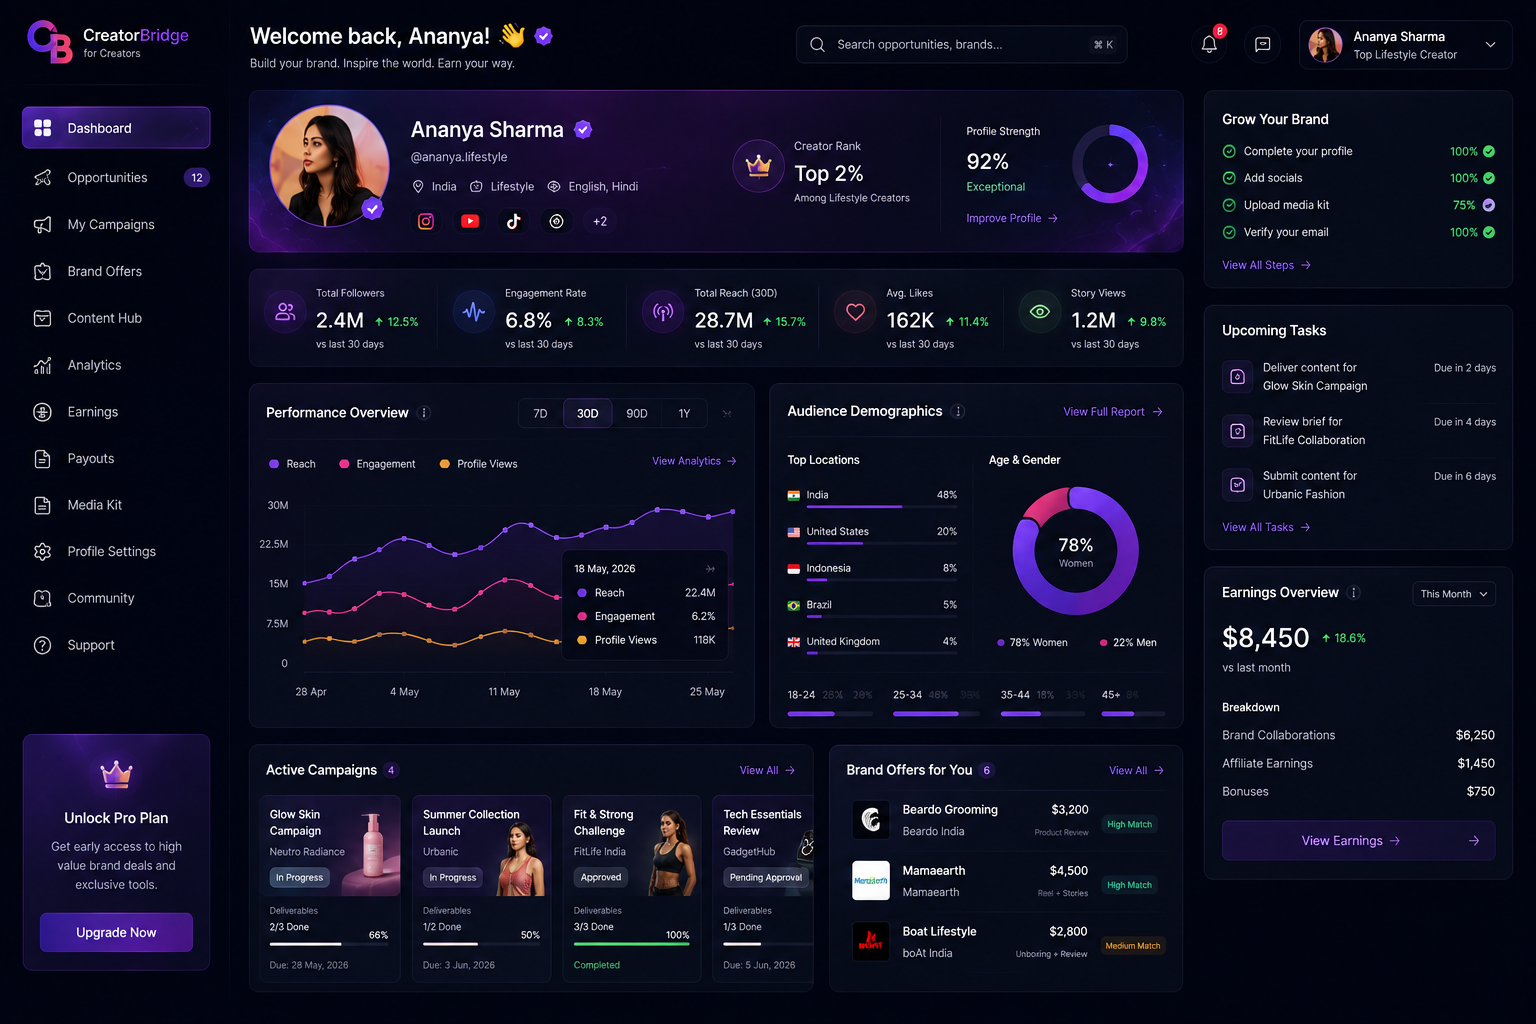 CreatorBridge
for Creators
Dashboard
Opportunities 12
My Campaigns
Brand Offers
Content Hub
Analytics
Earnings
Payouts
Media Kit
Profile Settings
Community
Support
Unlock Pro Plan
Get early access to high
value brand deals and
exclusive tools.
Upgrade Now
Welcome back, Ananya! 👋
Build your brand. Inspire the world. Earn your way.
Search opportunities, brands... ⌘ K
8
Ananya Sharma
Top Lifestyle Creator
Ananya Sharma
@ananya.lifestyle
India Lifestyle English, Hindi
+2
Creator Rank
Top 2%
Among Lifestyle Creators
Profile Strength
92%
Exceptional
Improve Profile →
Total Followers
2.4M ↑ 12.5%
vs last 30 days
Engagement Rate
6.8% ↑ 8.3%
vs last 30 days
Total Reach (30D)
28.7M ↑ 15.7%
vs last 30 days
Avg. Likes
162K ↑ 11.4%
vs last 30 days
Story Views
1.2M ↑ 9.8%
vs last 30 days
Performance Overview
7D 30D 90D 1Y
Reach Engagement Profile Views
View Analytics →
30M
22.5M
15M
7.5M
0
28 Apr 4 May 11 May 18 May 25 May
18 May, 2026
Reach 22.4M
Engagement 6.2%
Profile Views 118K
Audience Demographics
View Full Report →
Top Locations
India 48%
United States 20%
Indonesia 8%
Brazil 5%
United Kingdom 4%
Age & Gender
78%
Women
78% Women 22% Men
18-24 25-34 35-44 18% 45+
Active Campaigns 4
View All →
Glow Skin
Campaign
Neutro Radiance
In Progress
Deliverables
2/3 Done
66%
Due: 28 May, 2026
Summer Collection
Launch
Urbanic
In Progress
Deliverables
1/2 Done
50%
Due: 3 Jun, 2026
Fit & Strong
Challenge
FitLife India
Approved
Deliverables
3/3 Done
100%
Completed
Tech Essentials
Review
GadgetHub
Pending Approval
Deliverables
1/3 Done
Due: 5 Jun, 2026
Brand Offers for You 6
View All →
Beardo Grooming
Beardo India
$3,200
Product Review
High Match
Mamaearth
Mamaearth
$4,500
Reel + Stories
High Match
Boat Lifestyle
boAt India
$2,800
Unboxing + Review
Medium Match
Grow Your Brand
Complete your profile 100%
Add socials 100%
Upload media kit 75%
Verify your email 100%
View All Steps →
Upcoming Tasks
Deliver content for
Glow Skin Campaign
Due in 2 days
Review brief for
FitLife Collaboration
Due in 4 days
Submit content for
Urbanic Fashion
Due in 6 days
View All Tasks →
Earnings Overview
This Month
$8,450 ↑ 18.6%
vs last month
Breakdown
Brand Collaborations $6,250
Affiliate Earnings $1,450
Bonuses $750
View Earnings → →